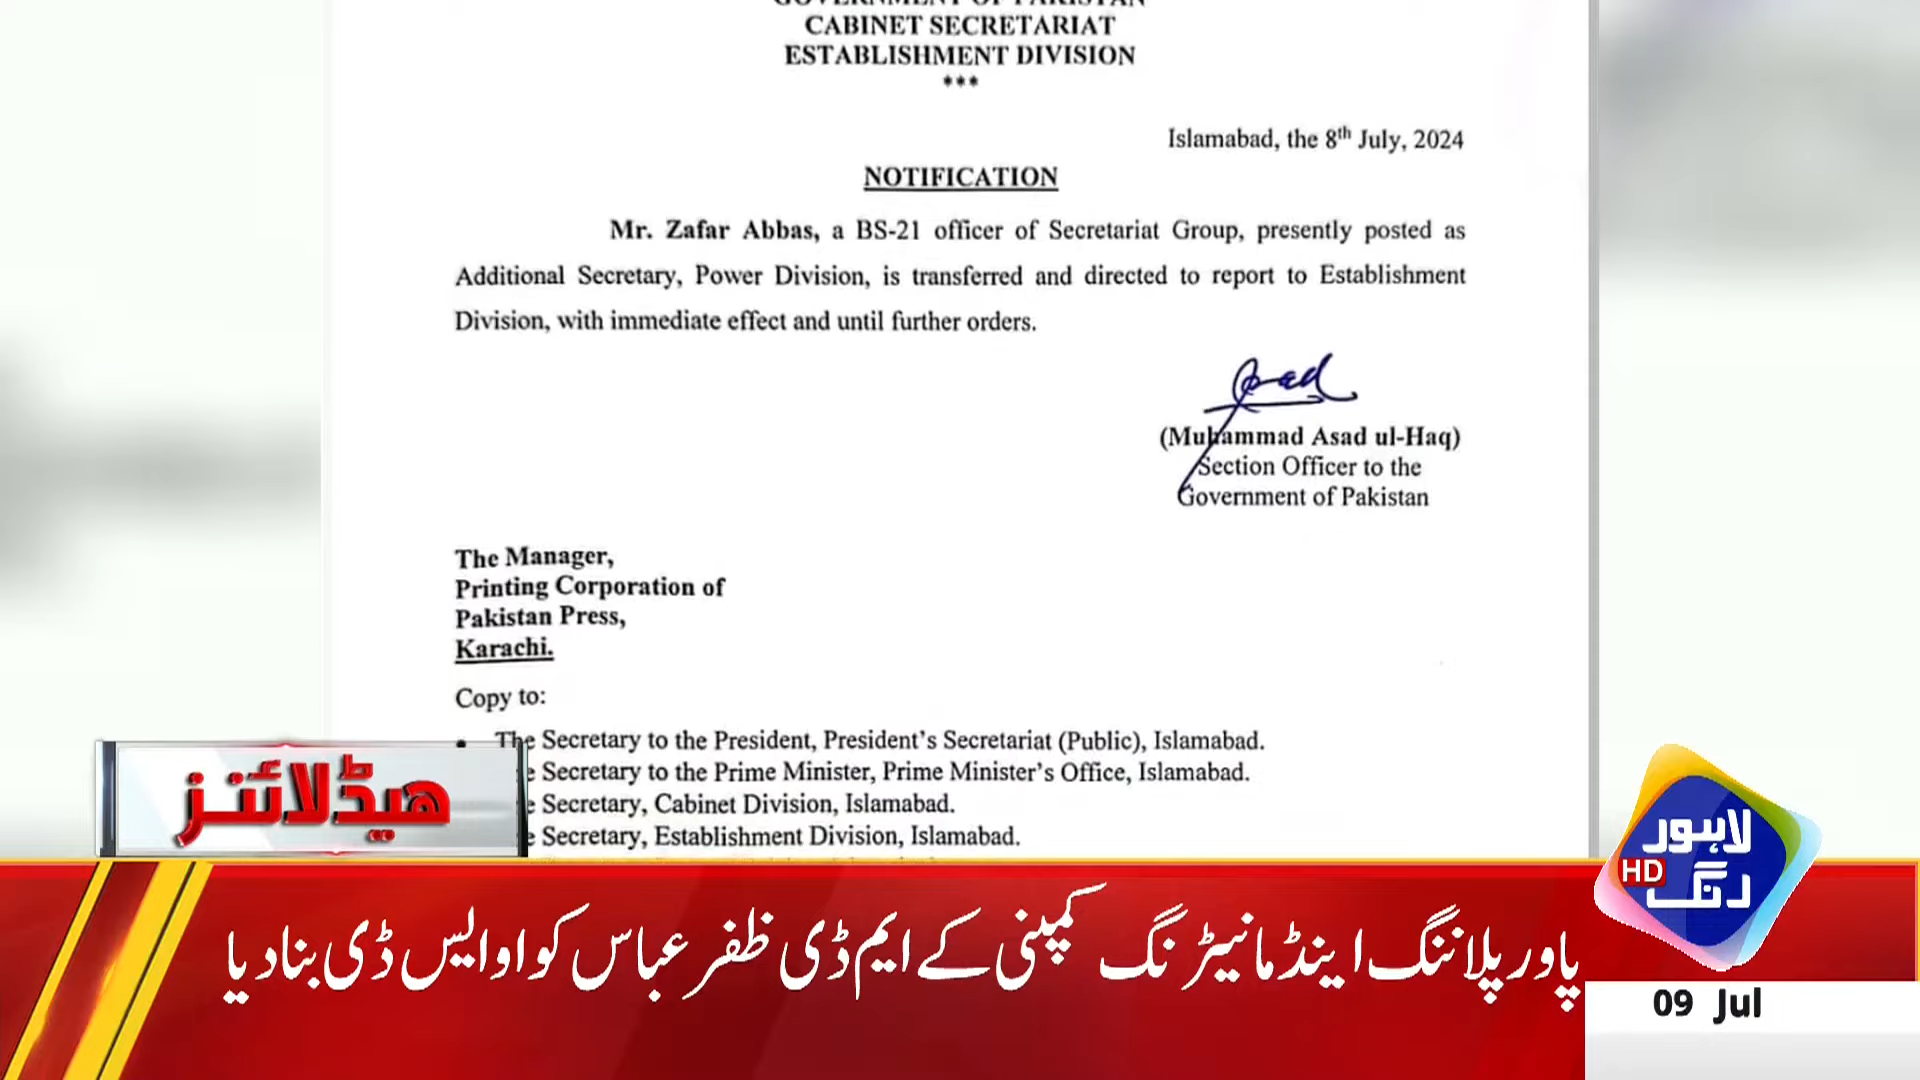 GOVERNMENT OF PAKISTAN
CABINET SECRETARIAT
ESTABLISHMENT DIVISION
***
Islamabad, the 8th July, 2024
NOTIFICATION
Mr. Zafar Abbas, a BS-21 officer of Secretariat Group, presently posted as
Additional Secretary, Power Division, is transferred and directed to report to Establishment
Division, with immediate effect and until further orders.
Asad
(Muhammad Asad ul-Haq)
Section Officer to the
Government of Pakistan
The Manager,
Printing Corporation of
Pakistan Press,
Karachi.
Copy to:
• The Secretary to the President, President's Secretariat (Public), Islamabad.
e Secretary to the Prime Minister, Prime Minister's Office, Islamabad.
e Secretary, Cabinet Division, Islamabad.
e Secretary, Establishment Division, Islamabad.
ہیڈلائنز
لاہور
HD رنگ
پاور پلاننگ اینڈ مانیٹرنگ کمپنی کے ایم ڈی ظفر عباس کو او ایس ڈی بنا دیا
09 Jul